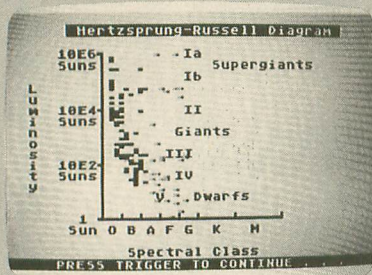 Hertzsprung-Russell Diagram
10E6 Suns
Ia
Supergiants
Ib
Luminosity
10E4 Suns
II
Giants
III
10E2 Suns
IV
V
Dwarfs
1 Sun
O B A F G K M
Spectral Class
PRESS TRIGGER TO CONTINUE . . . .